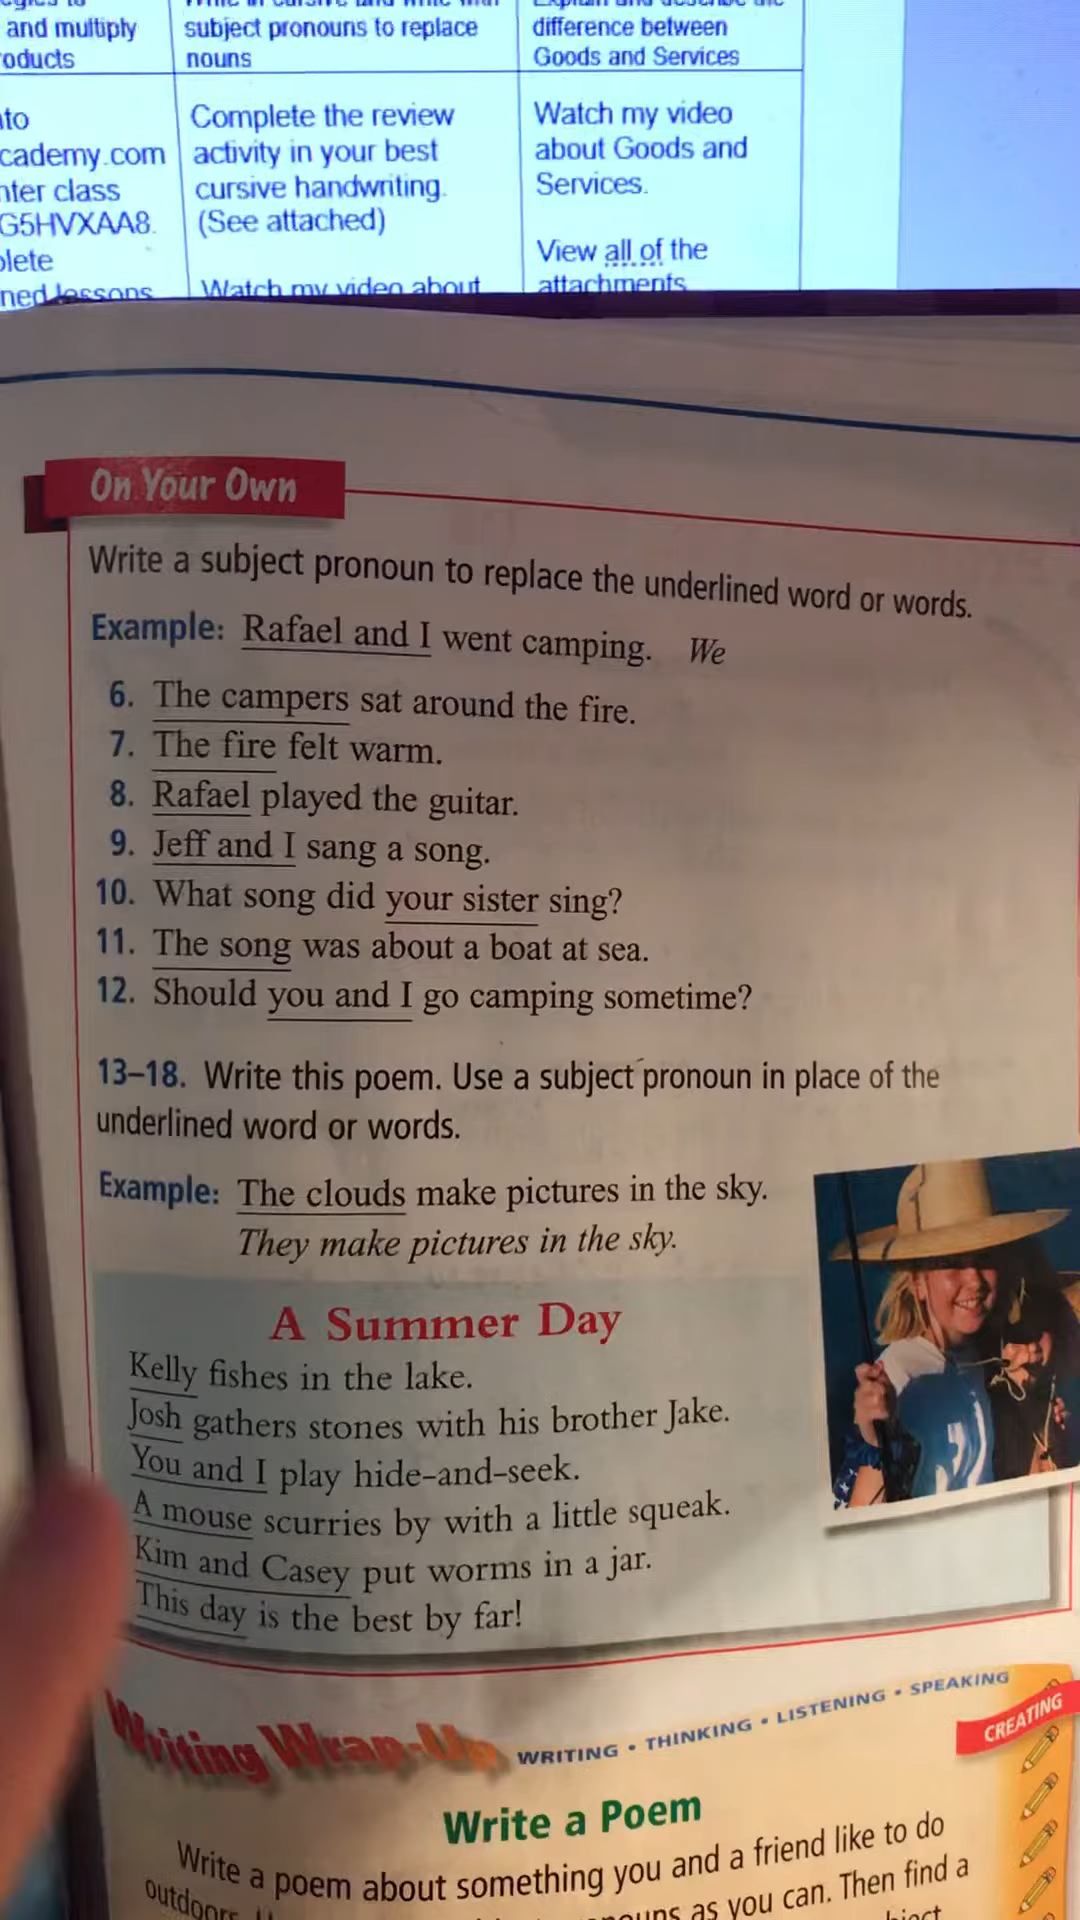 and multiply
subject pronouns to replace
nouns
difference between
Goods and Services
Complete the review
activity in your best
cursive handwriting.
(See attached)
Watch my video about
Watch my video
about Goods and
Services.
View all of the
attachments
cademy.com
class
G5HVXAA8.
lessons
On Your Own
Write a subject pronoun to replace the underlined word or words.
Example: Rafael and I went camping. We
6. The campers sat around the fire.
7. The fire felt warm.
8. Rafael played the guitar.
9. Jeff and I sang a song.
10. What song did your sister sing?
11. The song was about a boat at sea.
12. Should you and I go camping sometime?
13–18. Write this poem. Use a subject pronoun in place of the
underlined word or words.
Example: The clouds make pictures in the sky.
They make pictures in the sky.
A Summer Day
Kelly fishes in the lake.
Josh gathers stones with his brother Jake.
You and I play hide-and-seek.
A mouse scurries by with a little squeak.
Kim and Casey put worms in a jar.
This day is the best by far!
Writing Wrap-Up
WRITING • THINKING • LISTENING • SPEAKING
CREATING
Write a Poem
Write a poem about something you and a friend like to do
outdoors. as you can. Then find a